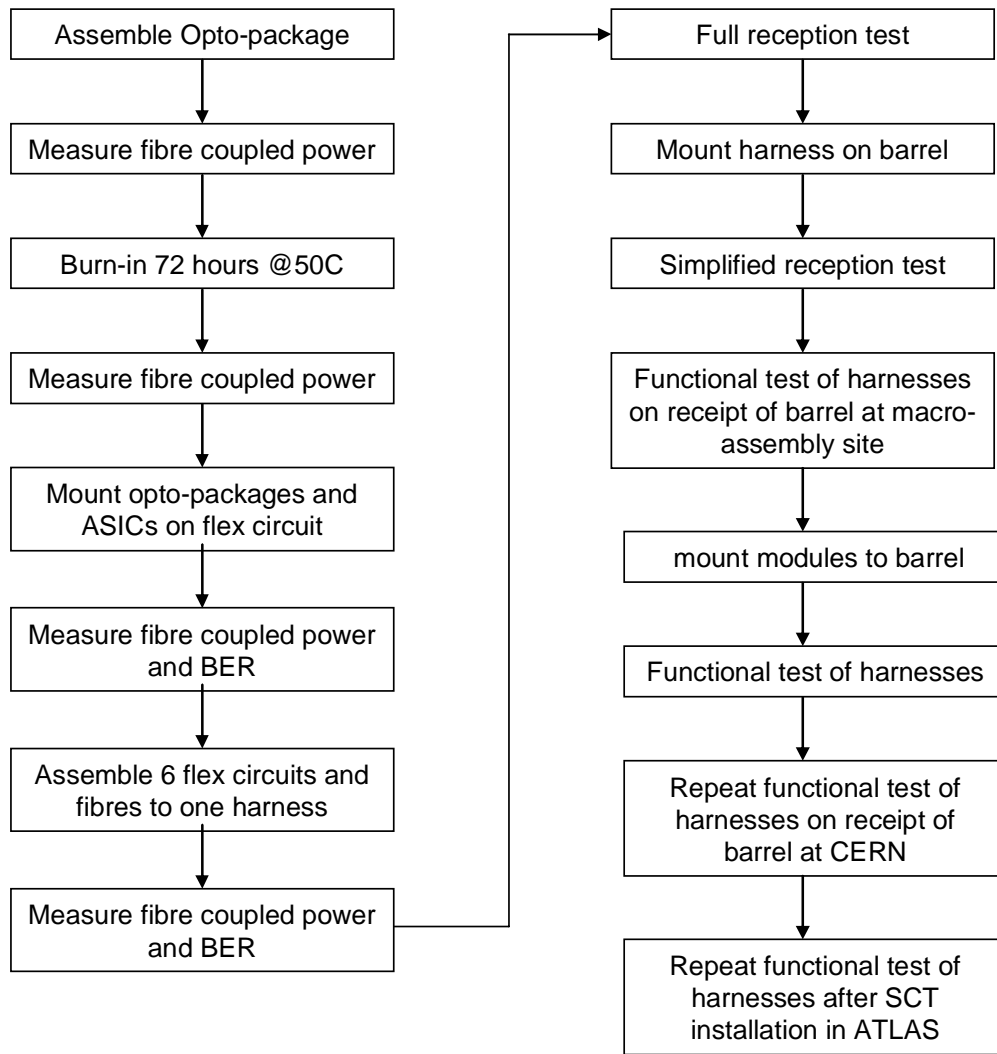 Assemble Opto-package
Measure fibre coupled power
Burn-in 72 hours @50C
Measure fibre coupled power
Mount opto-packages and
ASICs on flex circuit
Measure fibre coupled power
and BER
Assemble 6 flex circuits and
fibres to one harness
Measure fibre coupled power
and BER
Full reception test
Mount harness on barrel
Simplified reception test
Functional test of harnesses
on receipt of barrel at macro-
assembly site
mount modules to barrel
Functional test of harnesses
Repeat functional test of
harnesses on receipt of
barrel at CERN
Repeat functional test of
harnesses after SCT
installation in ATLAS